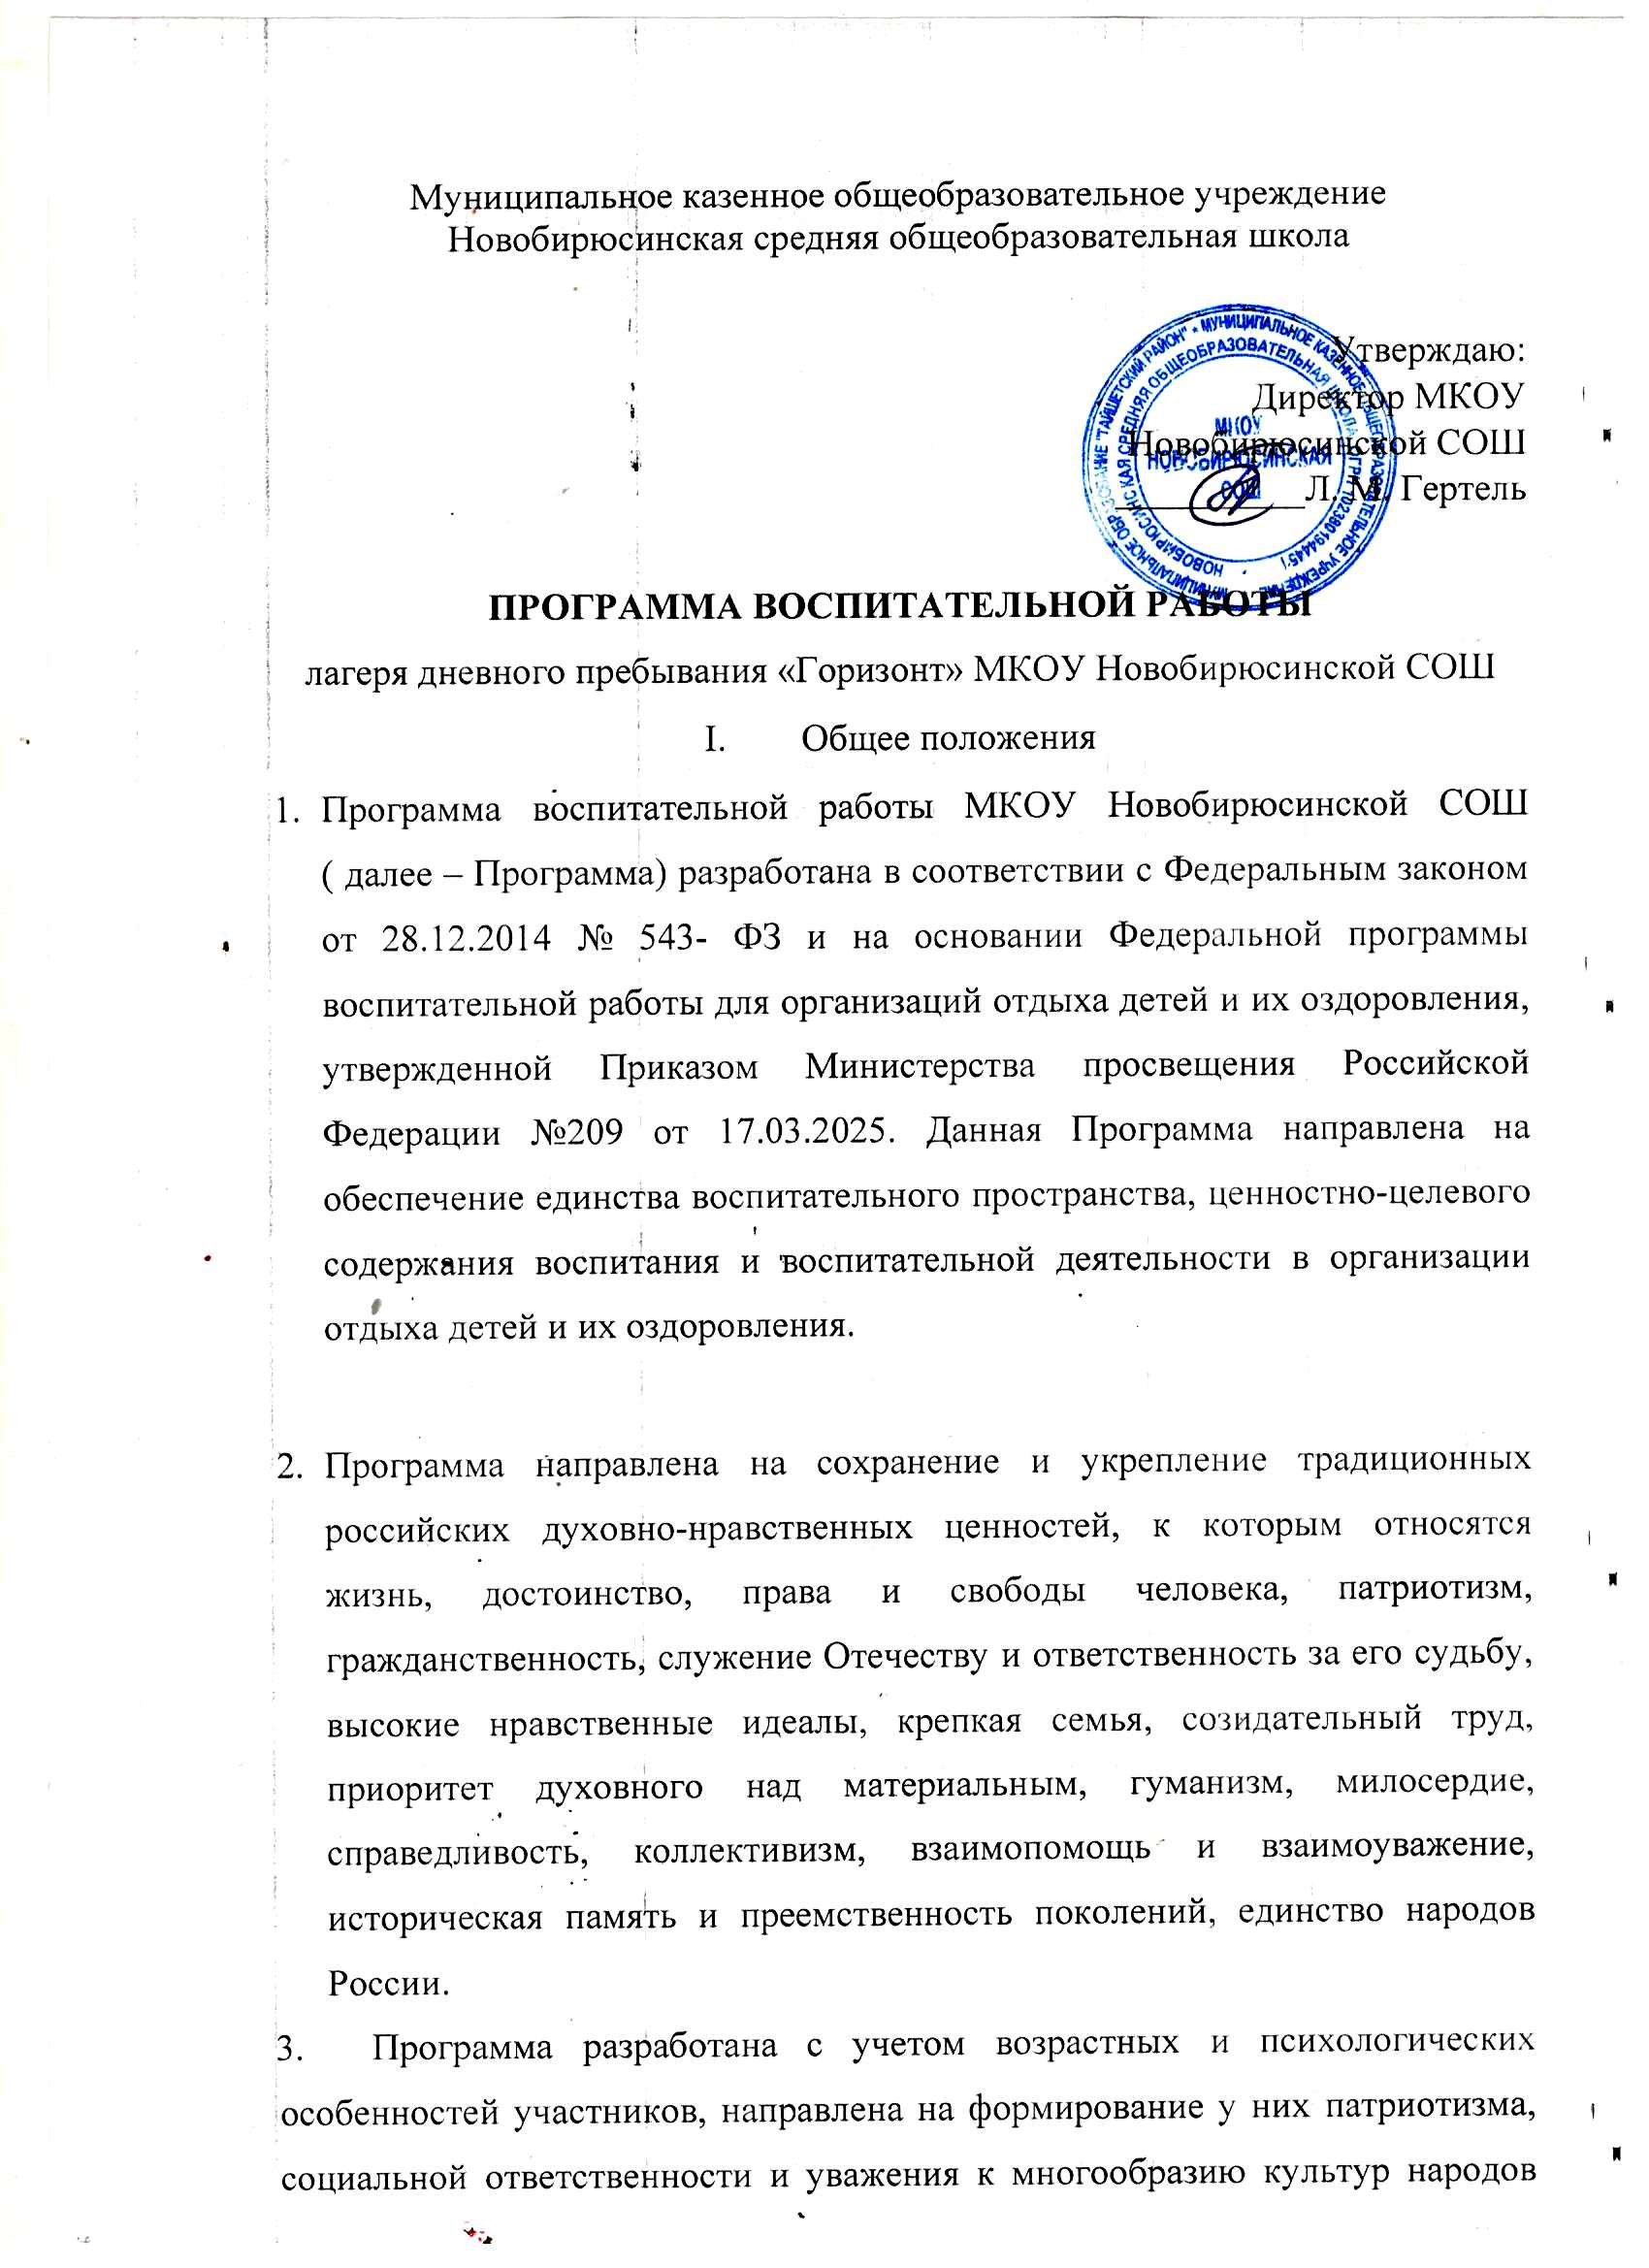 Муниципальное казенное общеобразовательное учреждение
Новобирюсинская средняя общеобразовательная школа
Утверждаю:
Директор МКОУ
Новобирюсинской СОШ
__________Л. М. Гертель
МКОУ
НОВОБИРЮСИНСКАЯ
СОШ
ПРОГРАММА ВОСПИТАТЕЛЬНОЙ РАБОТЫ
лагеря дневного пребывания «Горизонт» МКОУ Новобирюсинской СОШ
I. Общее положения
1. Программа воспитательной работы МКОУ Новобирюсинской СОШ
( далее – Программа) разработана в соответствии с Федеральным законом
от 28.12.2014 № 543- ФЗ и на основании Федеральной программы
воспитательной работы для организаций отдыха детей и их оздоровления,
утвержденной Приказом Министерства просвещения Российской
Федерации №209 от 17.03.2025. Данная Программа направлена на
обеспечение единства воспитательного пространства, ценностно-целевого
содержания воспитания и воспитательной деятельности в организации
отдыха детей и их оздоровления.
2. Программа направлена на сохранение и укрепление традиционных
российских духовно-нравственных ценностей, к которым относятся
жизнь, достоинство, права и свободы человека, патриотизм,
гражданственность, служение Отечеству и ответственность за его судьбу,
высокие нравственные идеалы, крепкая семья, созидательный труд,
приоритет духовного над материальным, гуманизм, милосердие,
справедливость, коллективизм, взаимопомощь и взаимоуважение,
историческая память и преемственность поколений, единство народов
России.
3. Программа разработана с учетом возрастных и психологических
особенностей участников, направлена на формирование у них патриотизма,
социальной ответственности и уважения к многообразию культур народов